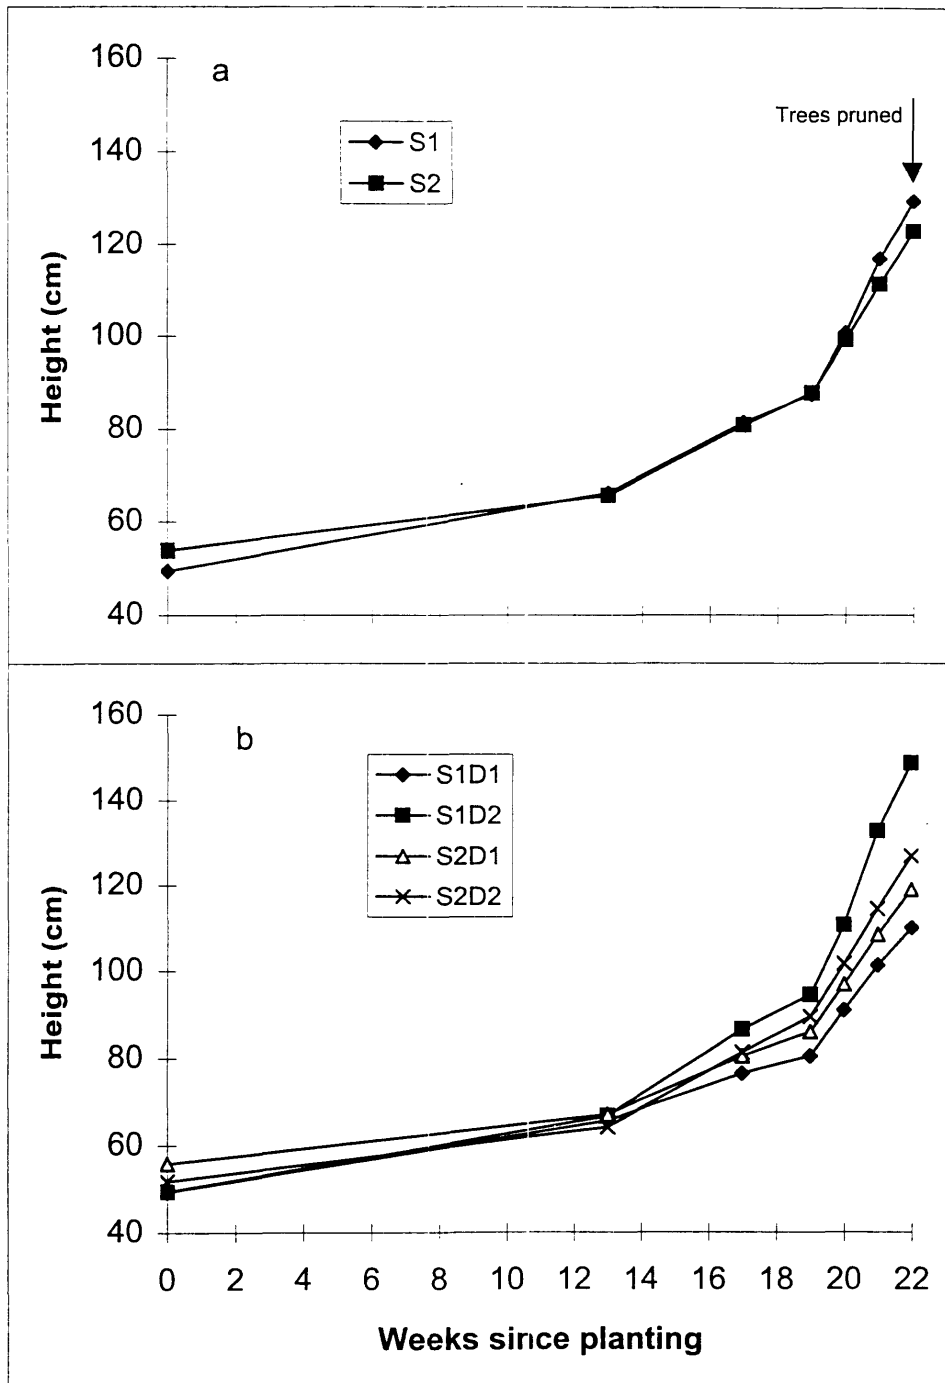 160
a
Trees pruned
140
S1
S2
120
100
80
60
40
Height (cm)
160
b
S1D1
140
S1D2
S2D1
120
S2D2
100
80
60
40
Height (cm)
0 2 4 6 8 10 12 14 16 18 20 22
Weeks since planting